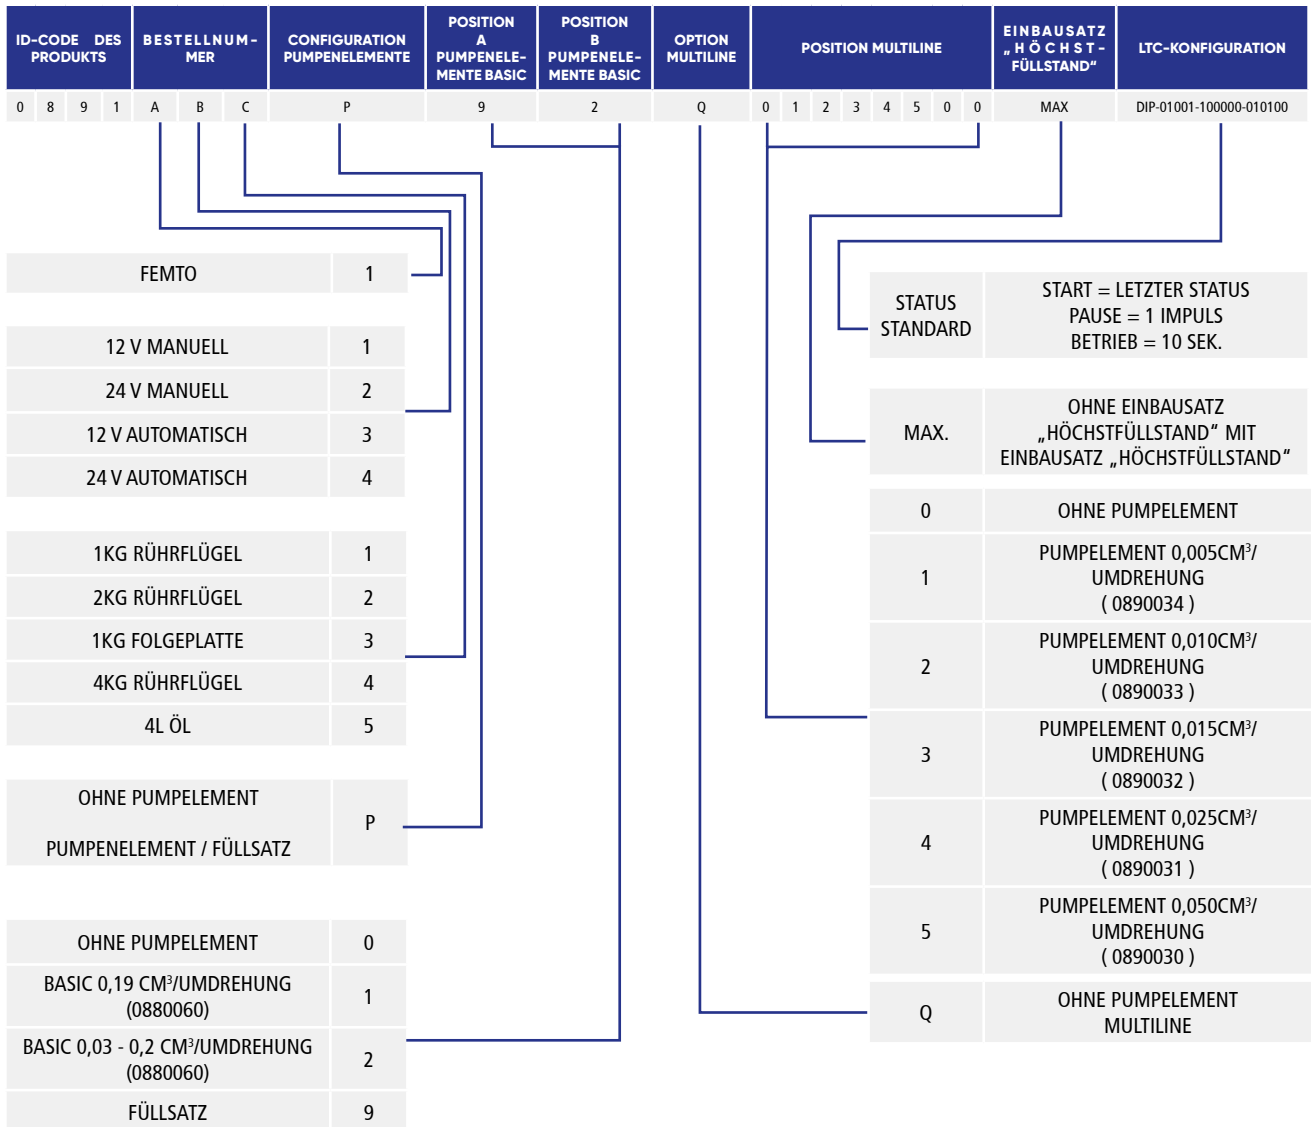 ID-CODE DES PRODUKTS
BESTELLNUM-MER
CONFIGURATION PUMPENELEMENTE
POSITION A PUMPENELE-MENTE BASIC
POSITION B PUMPENELE-MENTE BASIC
OPTION MULTILINE
POSITION MULTILINE
EINBAUSATZ „HÖCHST-FÜLLSTAND“
LTC-KONFIGURATION
0 8 9 1 A B C P 9 2 Q 0 1 2 3 4 5 0 0 MAX DIP-01001-100000-010100
FEMTO 1
12 V MANUELL 1
24 V MANUELL 2
12 V AUTOMATISCH 3
24 V AUTOMATISCH 4
1KG RÜHRFLÜGEL 1
2KG RÜHRFLÜGEL 2
1KG FOLGEPLATTE 3
4KG RÜHRFLÜGEL 4
4L ÖL 5
OHNE PUMPELEMENT
PUMPENELEMENT / FÜLLSATZ
P
OHNE PUMPELEMENT 0
BASIC 0,19 CM³/UMDREHUNG
(0880060)
1
BASIC 0,03 - 0,2 CM³/UMDREHUNG
(0880060)
2
FÜLLSATZ 9
STATUS
STANDARD
START = LETZTER STATUS
PAUSE = 1 IMPULS
BETRIEB = 10 SEK.
MAX.
OHNE EINBAUSATZ
„HÖCHSTFÜLLSTAND“ MIT
EINBAUSATZ „HÖCHSTFÜLLSTAND“
0 OHNE PUMPELEMENT
1
PUMPELEMENT 0,005CM³/
UMDREHUNG
( 0890034 )
2
PUMPELEMENT 0,010CM³/
UMDREHUNG
( 0890033 )
3
PUMPELEMENT 0,015CM³/
UMDREHUNG
( 0890032 )
4
PUMPELEMENT 0,025CM³/
UMDREHUNG
( 0890031 )
5
PUMPELEMENT 0,050CM³/
UMDREHUNG
( 0890030 )
Q
OHNE PUMPELEMENT
MULTILINE